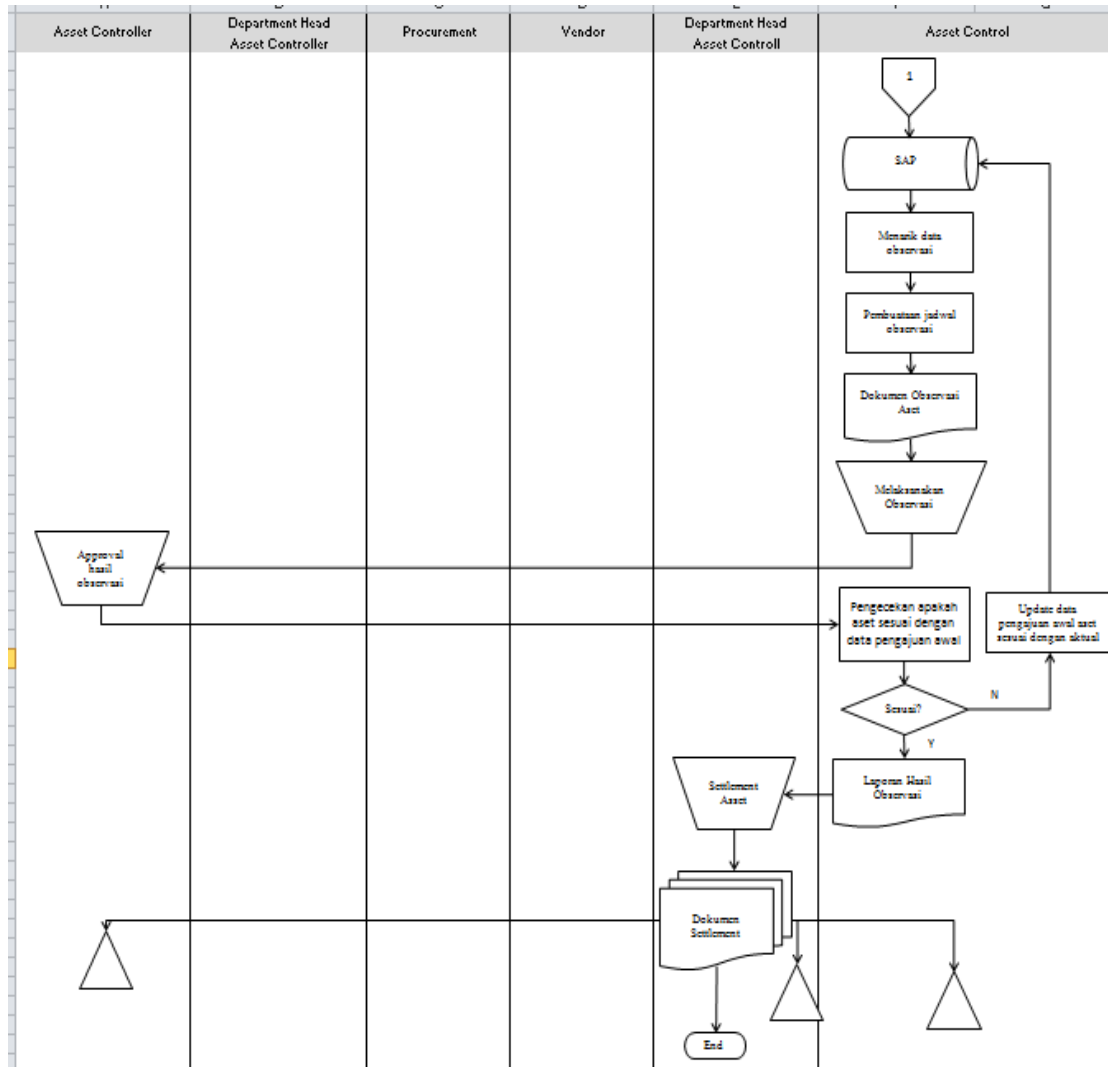 Asset Controller
Department Head
Asset Controller
Procurement
Vendor
Department Head
Asset Controll
Asset Control
1
SAP
Menarik data
observasi
Pembuataan jadwal
observasi
Dokumen Observasi
Aset
Melaksanakan
Observasi
Approval
hasil
observasi
Pengecekan apakah
aset sesuai dengan
data pengajuan awal
Update data
pengajuan awal aset
sesuai dengan aktual
Sesuai?
N
Y
Laporan Hasil
Observasi
Settlement
Asset
Dokumen
Settlement
End